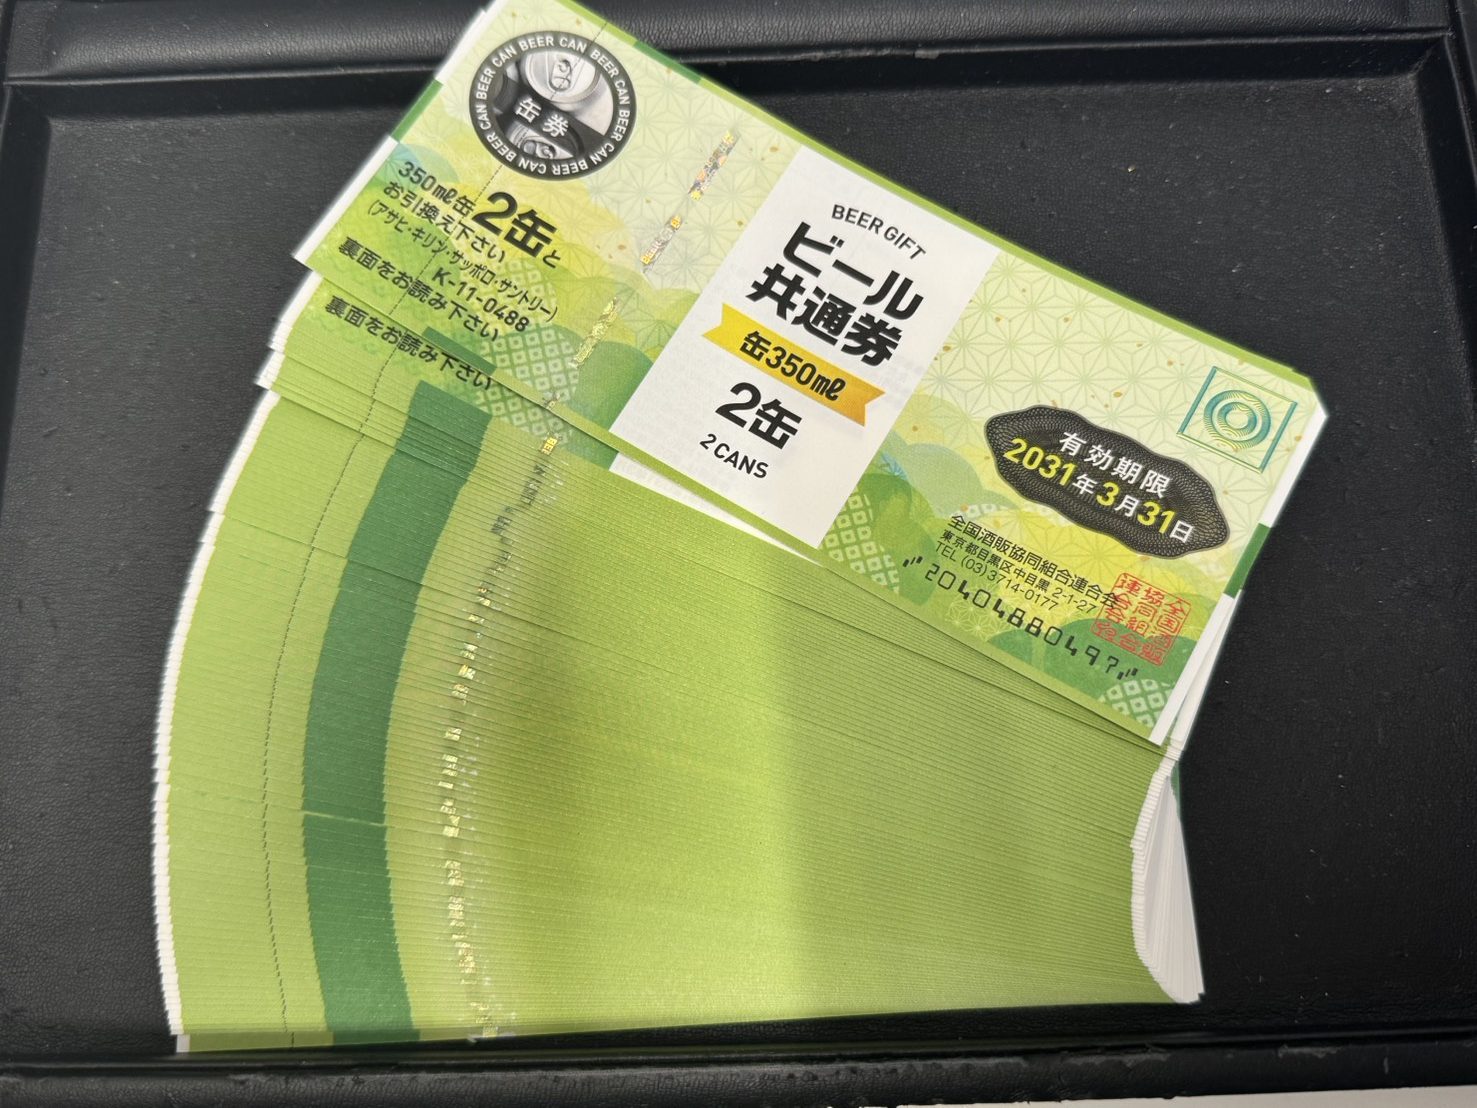 BEER CAN BEER CAN BEER CAN BEER CAN BEER CAN
缶券
350mℓ缶2缶と
お引換え下さい
(アサヒ・キリン・サッポロ・サントリー)
K-11-0488
裏面をお読み下さい
裏面をお読み下さい
BEER GIFT
ビール
共通券
缶350mℓ
2缶
2CANS
有効期限
2031年3月31日
全国酒販協同組合連合会
東京都目黒区中目黒 2-1-27
TEL (03)3714-0177
20404880497